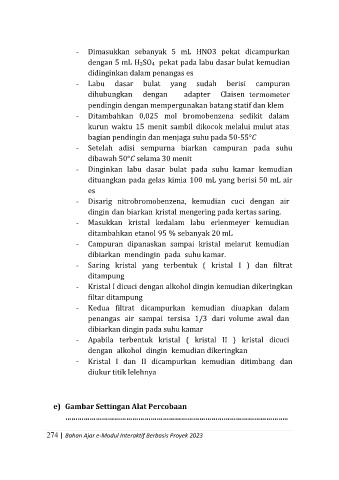 - Dimasukkan sebanyak 5 mL HNO3 pekat dicampurkan
dengan 5 mL H₂SO₄ pekat pada labu dasar bulat kemudian
didinginkan dalam penangas es
- Labu dasar bulat yang sudah berisi campuran
dihubungkan dengan adapter Claisen termometer
pendingin dengan mempergunakan batang statif dan klem
- Ditambahkan 0,025 mol bromobenzena sedikit dalam
kurun waktu 15 menit sambil dikocok melalui mulut atas
bagian pendingin dan menjaga suhu pada 50-55°C
- Setelah adisi sempurna biarkan campuran pada suhu
dibawah 50°C selama 30 menit
- Dinginkan labu dasar bulat pada suhu kamar kemudian
dituangkan pada gelas kimia 100 mL yang berisi 50 mL air
es
- Disarig nitrobromobenzena, kemudian cuci dengan air
dingin dan biarkan kristal mengering pada kertas saring.
- Masukkan kristal kedalam labu erlenmeyer kemudian
ditambahkan etanol 95 % sebanyak 20 mL
- Campuran dipanaskan sampai kristal melarut kemudian
dibiarkan mendingin pada suhu kamar.
- Saring kristal yang terbentuk ( kristal I ) dan filtrat
ditampung
- Kristal I dicuci dengan alkohol dingin kemudian dikeringkan
filtar ditampung
- Kedua filtrat dicampurkan kemudian diuapkan dalam
penangas air sampai tersisa 1/3 dari volume awal dan
dibiarkan dingin pada suhu kamar
- Apabila terbentuk kristal ( kristal II ) kristal dicuci
dengan alkohol dingin kemudian dikeringkan
- Kristal I dan II dicampurkan kemudian ditimbang dan
diukur titik lelehnya
e) Gambar Settingan Alat Percobaan
................................................................................................
274 | Bahan Ajar e-Modul Interaktif Berbasis Proyek 2023